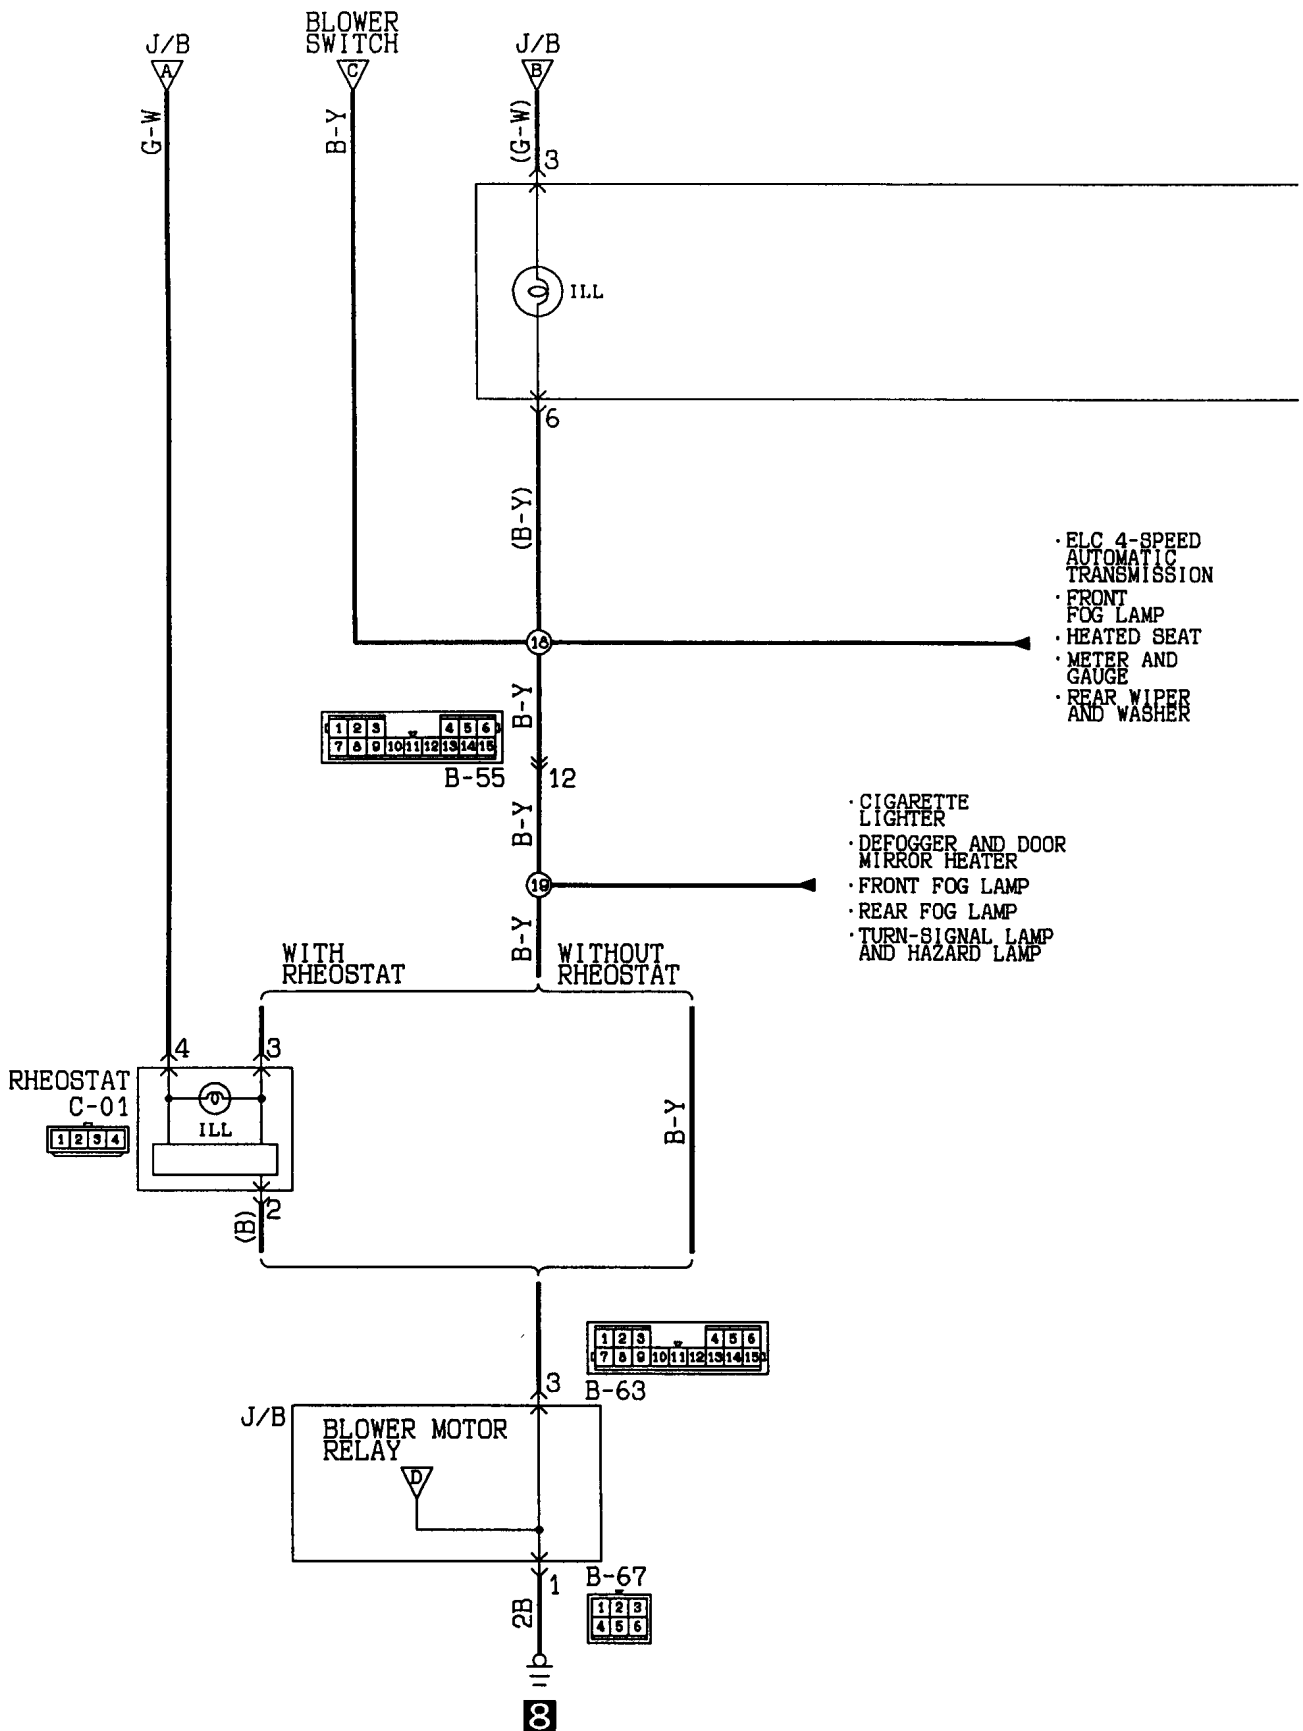 BLOWER
SWITCH
J/B
J/B
A
C
B
G-W
B-Y
(G-W)
3
ILL
6
(B-Y)
· ELC 4-SPEED
AUTOMATIC
TRANSMISSION
· FRONT
FOG LAMP
· HEATED SEAT
· METER AND
GAUGE
· REAR WIPER
AND WASHER
18
B-Y
1 2 3 4 5 6
7 8 9 10 11 12 13 14 15
B-55
12
B-Y
· CIGARETTE
LIGHTER
· DEFOGGER AND DOOR
MIRROR HEATER
· FRONT FOG LAMP
· REAR FOG LAMP
· TURN-SIGNAL LAMP
AND HAZARD LAMP
19
B-Y
WITH
RHEOSTAT
WITHOUT
RHEOSTAT
4
3
RHEOSTAT
C-01
1 2 3 4
ILL
B-Y
2
(B)
1 2 3 4 5 6
7 8 9 10 11 12 13 14 15
3
B-63
J/B
BLOWER MOTOR
RELAY
D
1
B-67
1 2 3
4 5 6
2B
8